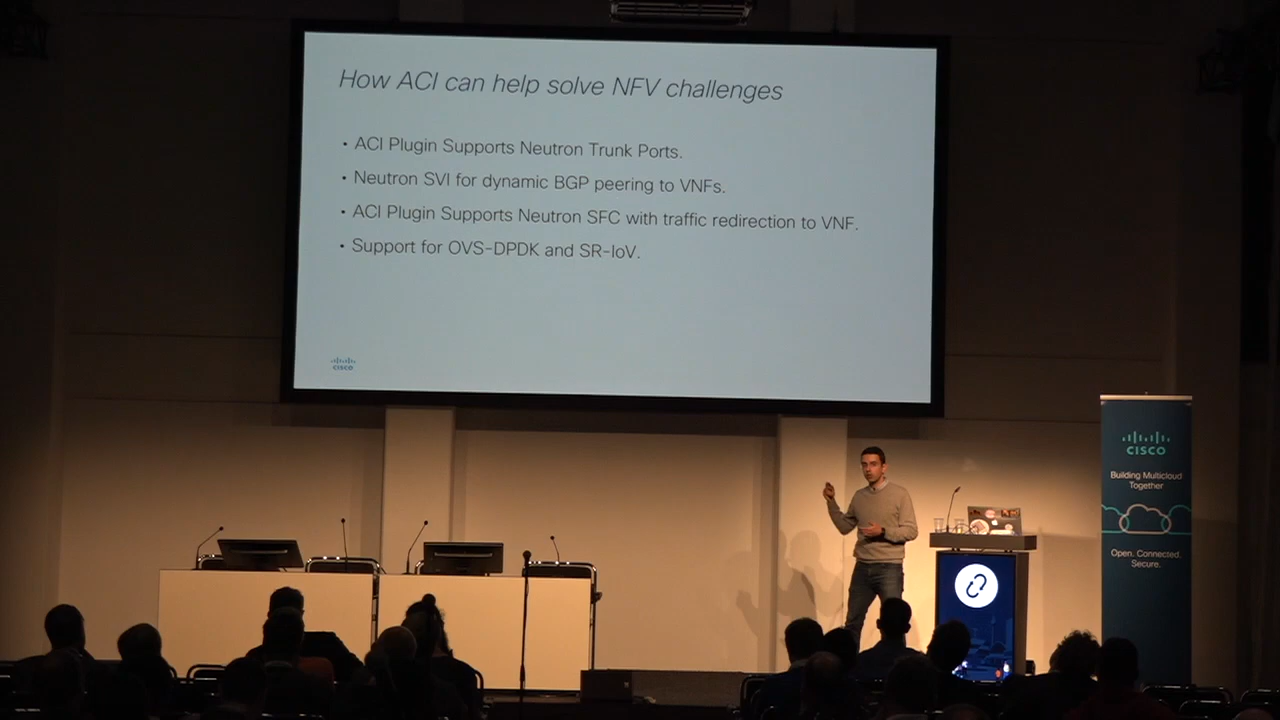 How ACI can help solve NFV challenges
• ACI Plugin Supports Neutron Trunk Ports.
• Neutron SVI for dynamic BGP peering to VNFs.
• ACI Plugin Supports Neutron SFC with traffic redirection to VNF.
• Support for OVS-DPDK and SR-IoV.
CISCO
CISCO
Building Multicloud
Together
Open. Connected.
Secure.